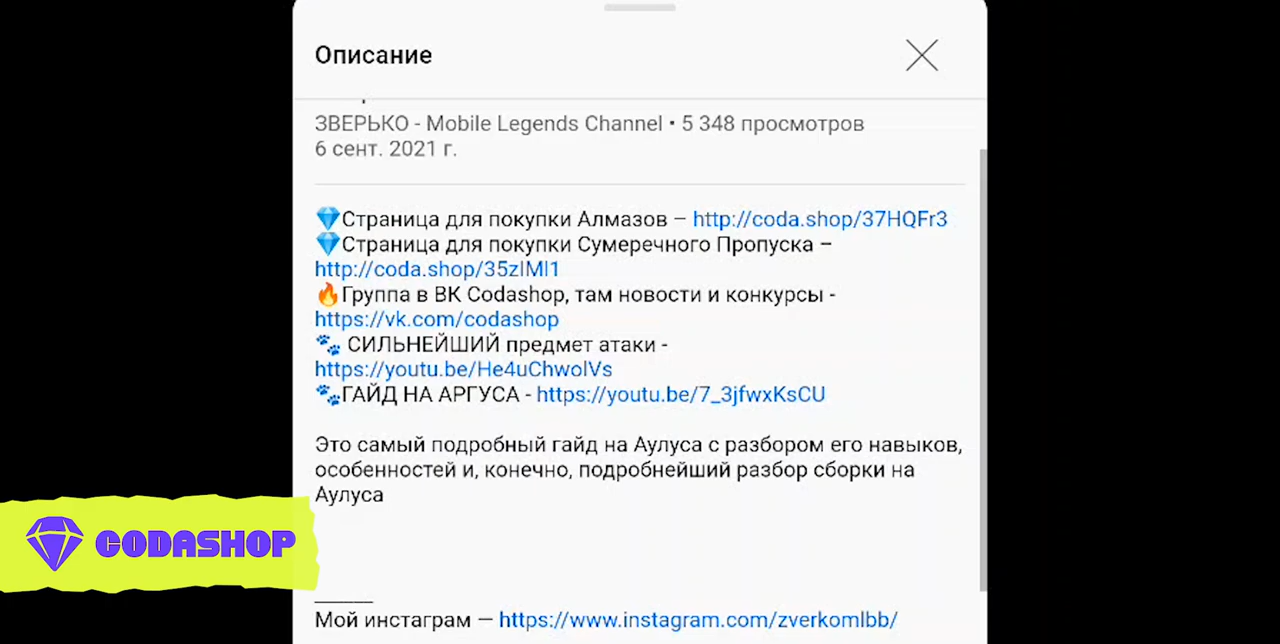 Описание
ЗВЕРЬКО - Mobile Legends Channel • 5 348 просмотров
6 сент. 2021 г.
💎Страница для покупки Алмазов – http://coda.shop/37HQFr3
💎Страница для покупки Сумеречного Пропуска –
http://coda.shop/35zIMl1
🔥Группа в ВК Codashop, там новости и конкурсы -
https://vk.com/codashop
🐾 СИЛЬНЕЙШИЙ предмет атаки -
https://youtu.be/He4uChwolVs
🐾ГАЙД НА АРГУСА - https://youtu.be/7_3jfwxKsCU
Это самый подробный гайд на Аулуса с разбором его навыков,
особенностей и, конечно, подробнейший разбор сборки на
Аулуса
CODASHOP
______
Мой инстаграм — https://www.instagram.com/zverkomlbb/